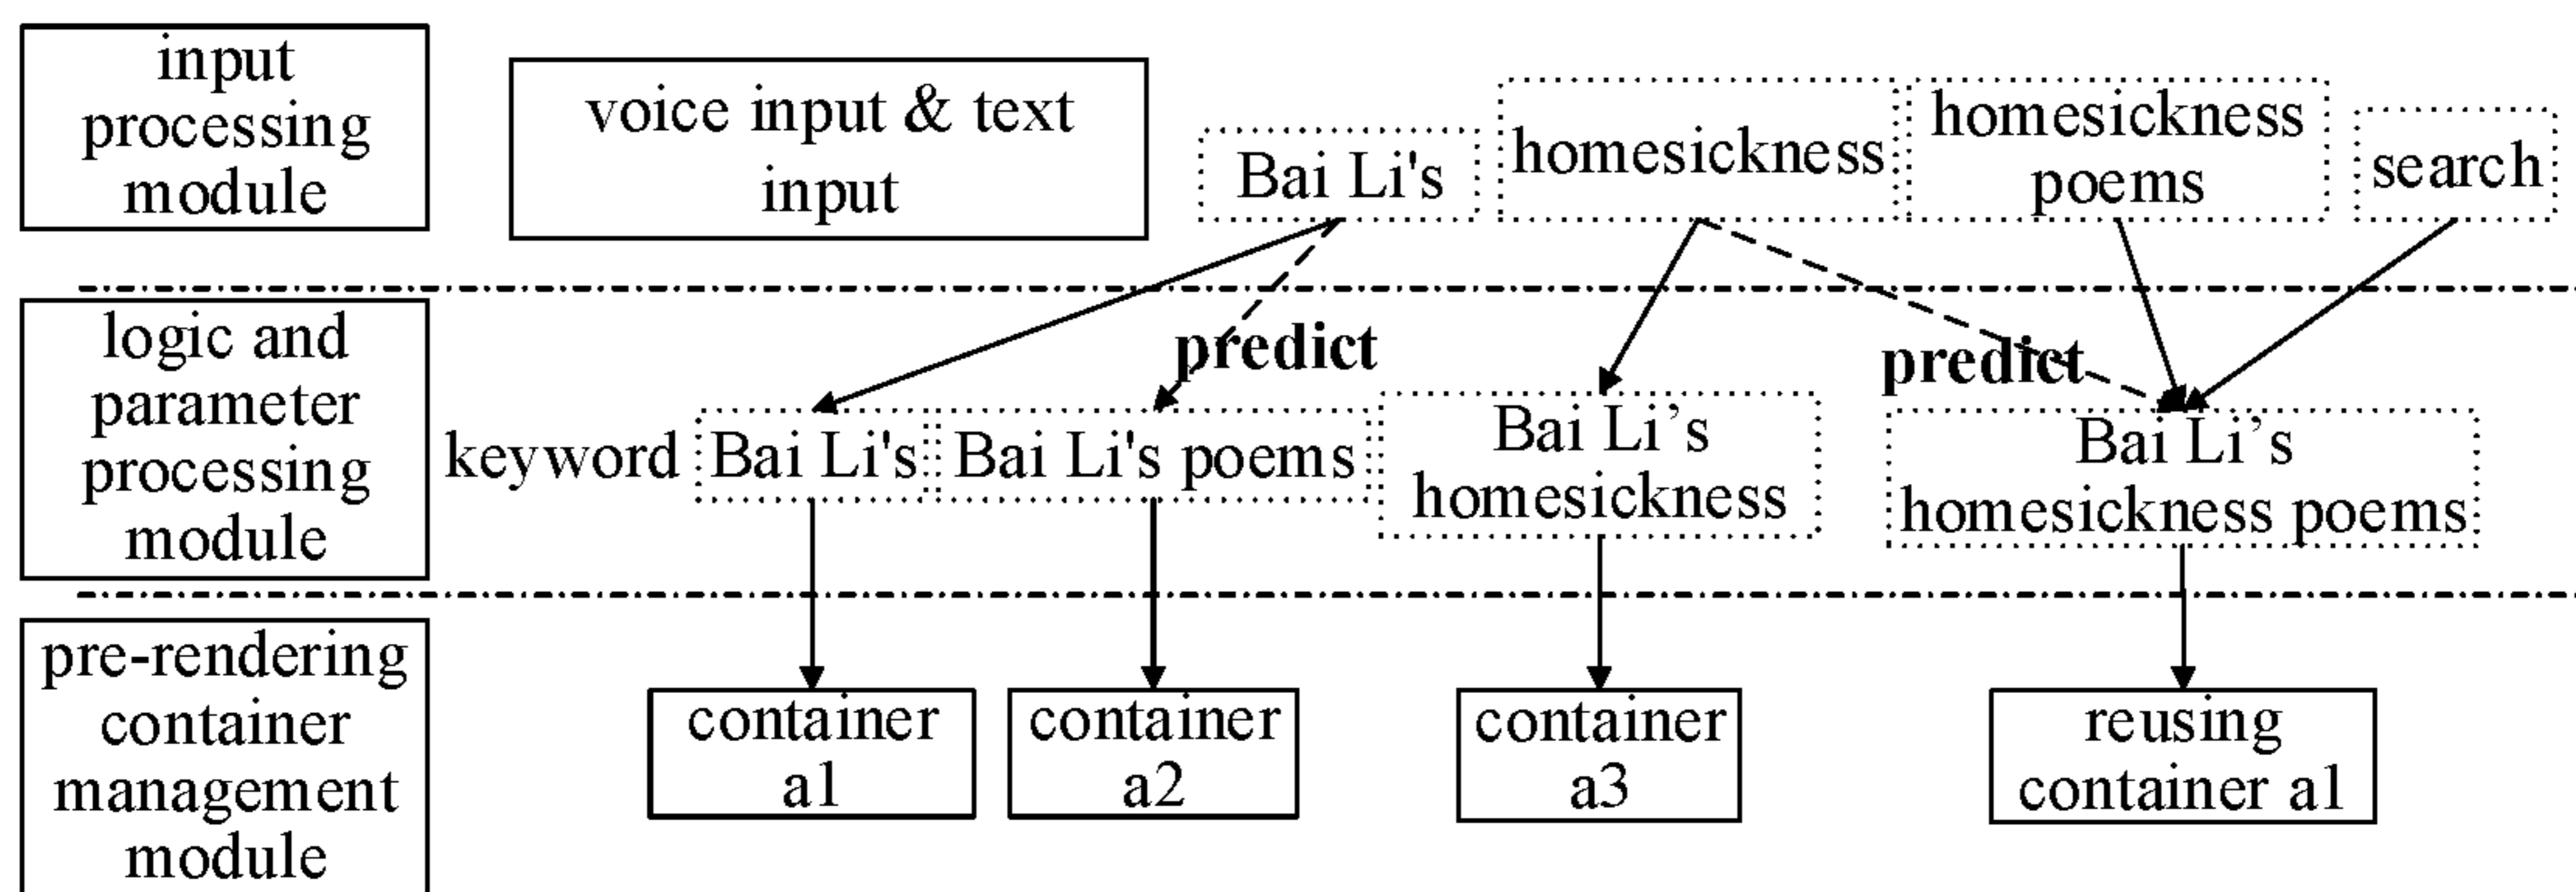 input
processing
module
voice input & text
input
Bai Li's
homesickness
homesickness
poems
search
logic and
parameter
processing
module
predict
predict
keyword
Bai Li's
Bai Li's poems
Bai Li’s
homesickness
Bai Li’s
homesickness poems
pre-rendering
container
management
module
container
a1
container
a2
container
a3
reusing
container a1